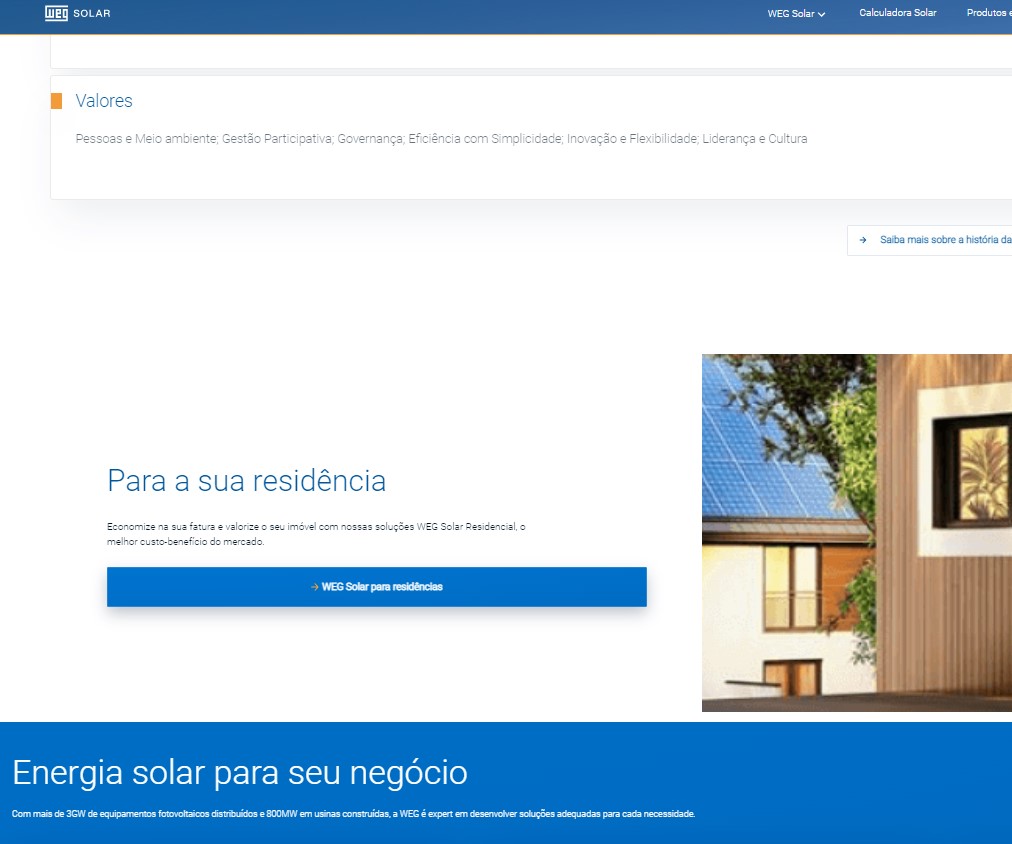 weg SOLAR
WEG Solar
Calculadora Solar
Produtos e
Valores
Pessoas e Meio ambiente; Gestão Participativa; Governança; Eficiência com Simplicidade; Inovação e Flexibilidade; Liderança e Cultura
Saiba mais sobre a história da
Para a sua residência
Economize na sua fatura e valorize o seu imóvel com nossas soluções WEG Solar Residencial, o
melhor custo-benefício do mercado.
WEG Solar para residências
Energia solar para seu negócio
Com mais de 3GW de equipamentos fotovoltaicos distribuídos e 800MW em usinas construídas, a WEG é expert em desenvolver soluções adequadas para cada necessidade.